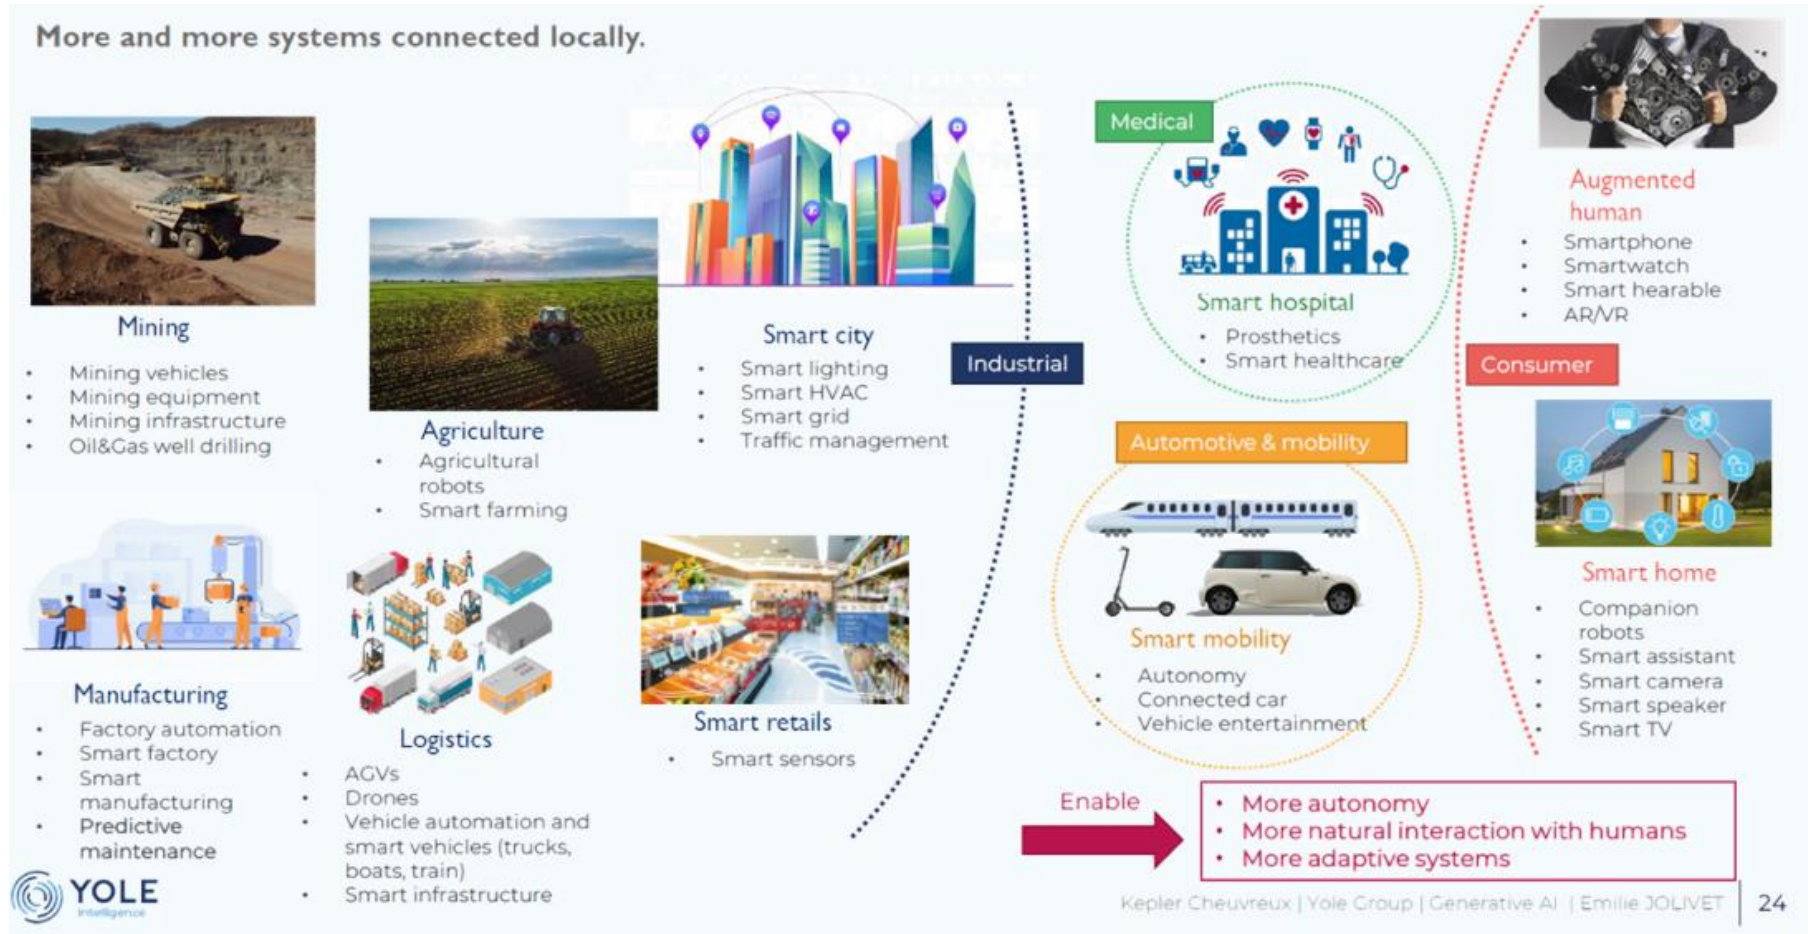 More and more systems connected locally.
Mining
• Mining vehicles
• Mining equipment
• Mining infrastructure
• Oil&Gas well drilling
Agriculture
• Agricultural
robots
• Smart farming
Smart city
• Smart lighting
• Smart HVAC
• Smart grid
• Traffic management
Manufacturing
• Factory automation
• Smart factory
• Smart
manufacturing
• Predictive
maintenance
Logistics
• AGVs
• Drones
• Vehicle automation and
smart vehicles (trucks,
boats, train)
• Smart infrastructure
Smart retails
• Smart sensors
Industrial
Medical
Smart hospital
• Prosthetics
• Smart healthcare
Automotive & mobility
Smart mobility
• Autonomy
• Connected car
• Vehicle entertainment
Augmented
human
• Smartphone
• Smartwatch
• Smart hearable
• AR/VR
Consumer
Smart home
• Companion
robots
• Smart assistant
• Smart camera
• Smart speaker
• Smart TV
Enable
• More autonomy
• More natural interaction with humans
• More adaptive systems
YOLE
Intelligence
Kepler Cheuvreux | Yole Group | Generative AI | Emilie JOLIVET
24